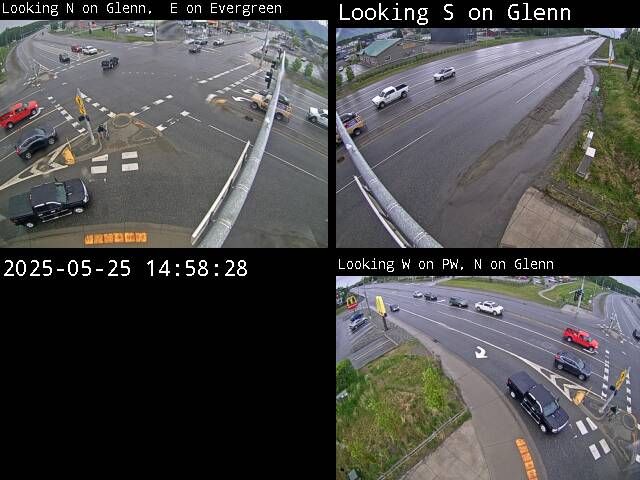 Looking N on Glenn, E on Evergreen
Looking S on Glenn
2025-05-25 14:58:28
Looking W on PW, N on Glenn